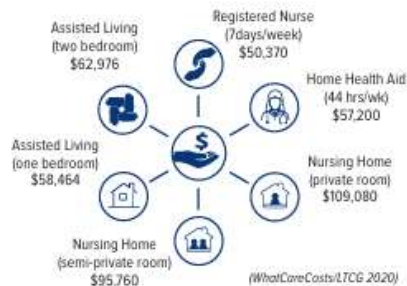 Assisted Living
(two bedroom)
$62,976
Registered Nurse
(7days/week)
$50,370
Home Health Aid
(44 hrs/wk)
$57,200
$
Assisted Living
(one bedroom)
$58,464
Nursing Home
(private room)
$109,080
Nursing Home
(semi-private room)
$95,760
(WhatCareCosts/LTCG 2020)